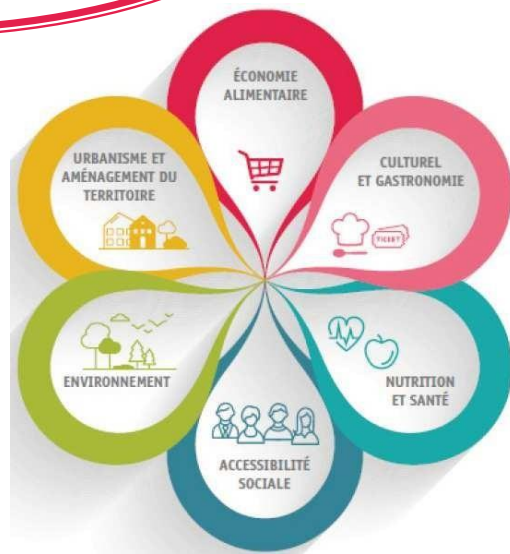 ÉCONOMIE
ALIMENTAIRE
CULTUREL
ET GASTRONOMIE
TICKET
NUTRITION
ET SANTÉ
ACCESSIBILITÉ
SOCIALE
ENVIRONNEMENT
URBANISME ET
AMÉNAGEMENT DU
TERRITOIRE